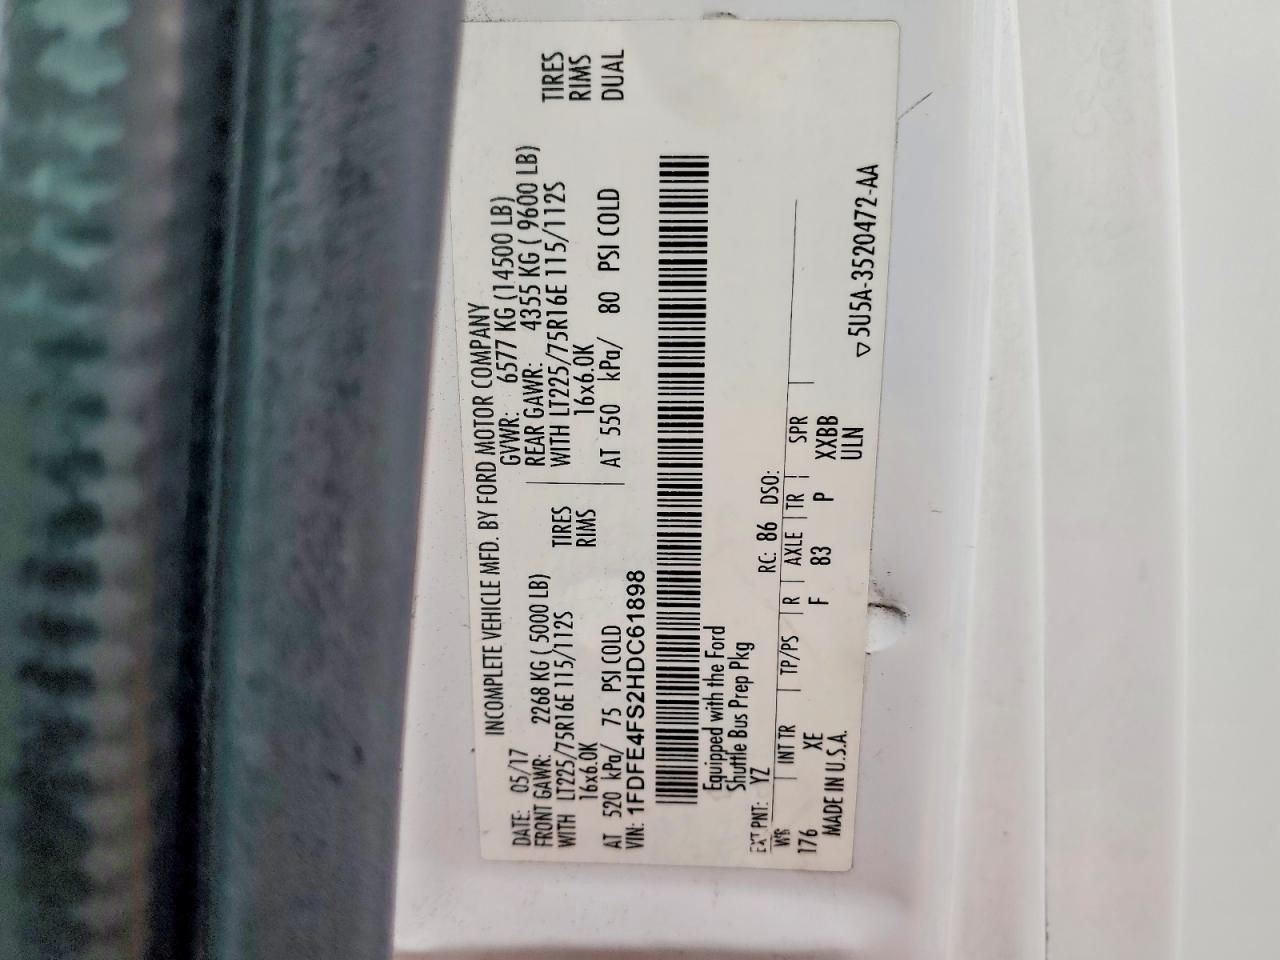 INCOMPLETE VEHICLE MFD. BY FORD MOTOR COMPANY
DATE: 05/17 GVWR: 6577 KG (14500 LB)
FRONT GAWR: 2268 KG ( 5000 LB) REAR GAWR: 4355 KG ( 9600 LB)
WITH LT225/75R16E 115/112S TIRES WITH LT225/75R16E 115/112S TIRES
16x6.0K RIMS 16x6.0K RIMS
AT 520 kPa/ 75 PSI COLD AT 550 kPa/ 80 PSI COLD DUAL
VIN: 1FDFE4FS2HDC61898
Equipped with the Ford
Shuttle Bus Prep Pkg
EXT PNT: YZ RC: 86 DSO:
WB INT TR TP/PS R AXLE TR SPR
176 XE F 83 P XXBB
MADE IN U.S.A. ULN
▽5U5A-3520472-AA